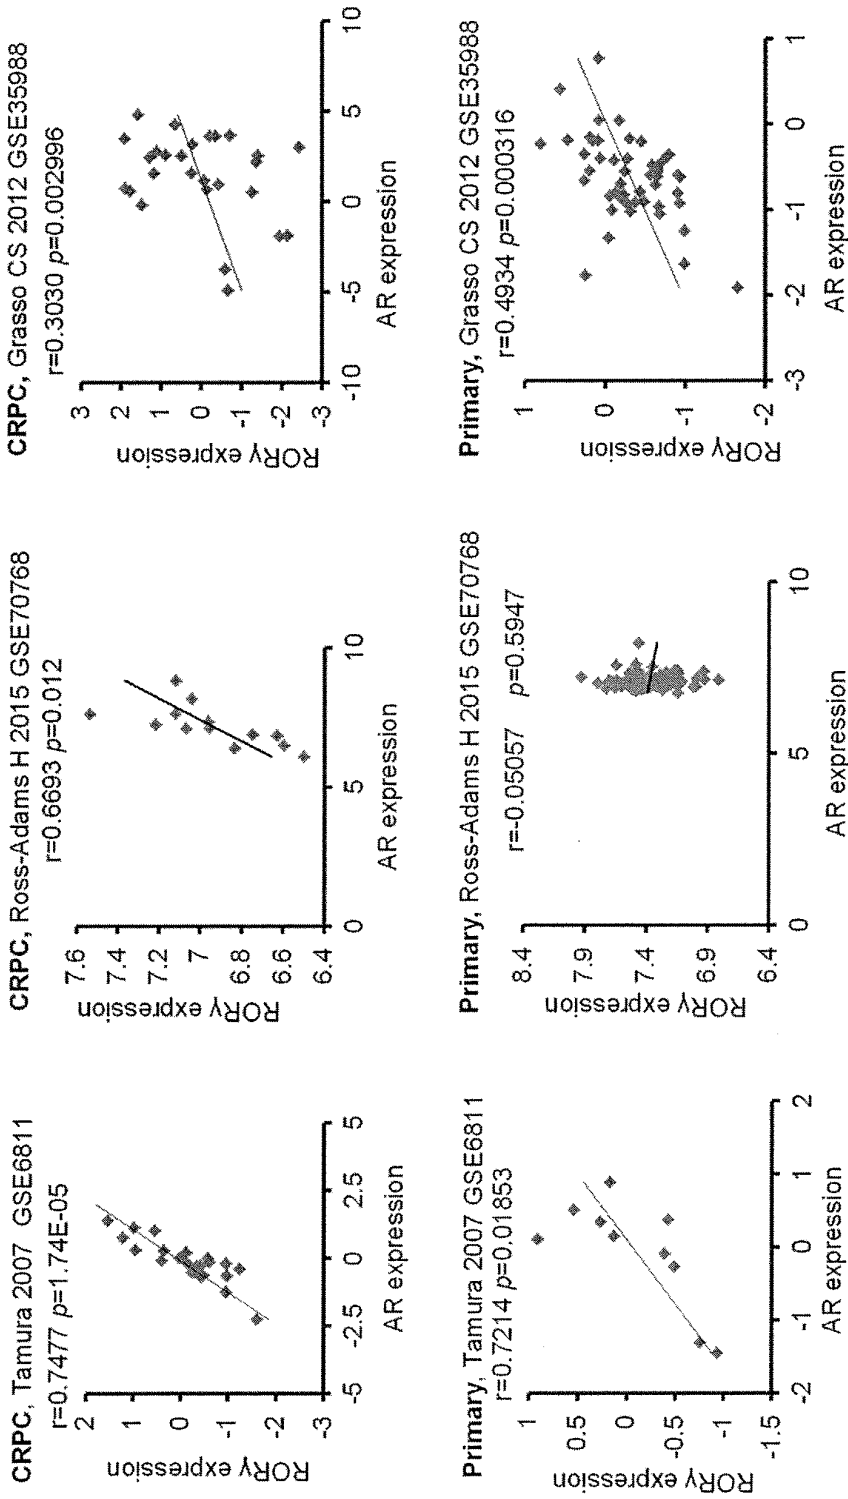 CRPC, Tamura 2007 GSE6811
r=0.7477 p=1.74E-05
RORγ expression
2
1
0
-1
-2
-3
-5 -2.5 0 2.5 5
AR expression
CRPC, Ross-Adams H 2015 GSE70768
r=0.6693 p=0.012
RORγ expression
7.6
7.4
7.2
7
6.8
6.6
6.4
0 5 10
AR expression
CRPC, Grasso CS 2012 GSE35988
r=0.3030 p=0.002996
RORγ expression
3
2
1
0
-1
-2
-3
-10 -5 0 5 10
AR expression
Primary, Tamura 2007 GSE6811
r=0.7214 p=0.01853
RORγ expression
1
0.5
0
-0.5
-1
-1.5
-2 -1 0 1 2
AR expression
Primary, Ross-Adams H 2015 GSE70768
r=-0.05057 p=0.5947
RORγ expression
8.4
7.9
7.4
6.9
6.4
0 5 10
AR expression
Primary, Grasso CS 2012 GSE35988
r=0.4934 p=0.000316
RORγ expression
1
0
-1
-2
-3 -2 -1 0 1
AR expression